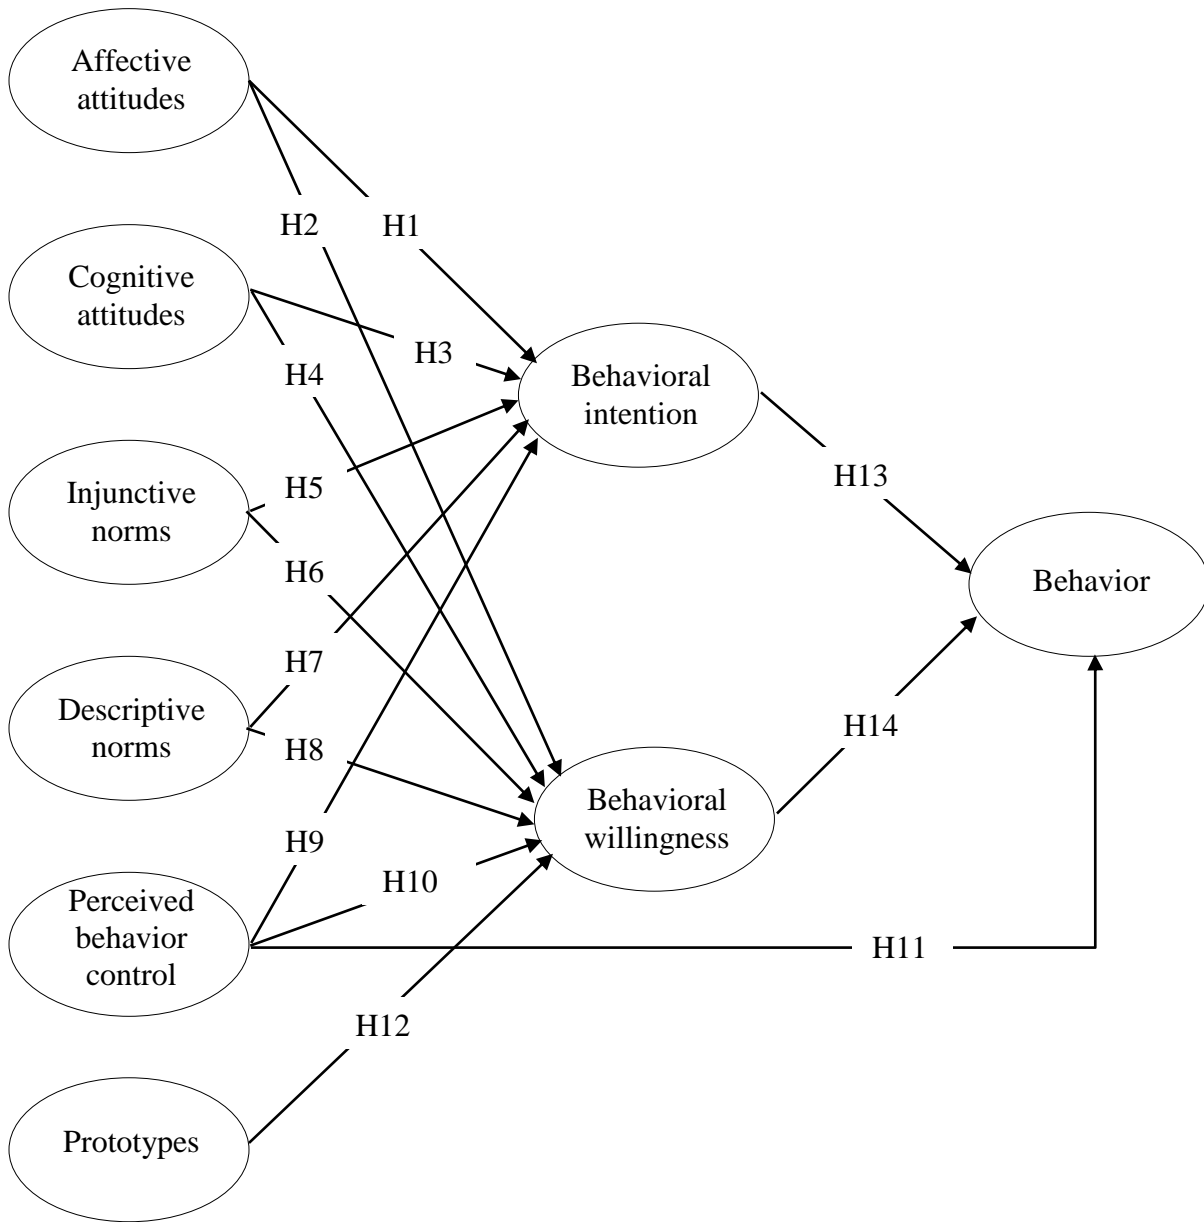 Affective
attitudes
H2
H1
Cognitive
attitudes
H3
H4
Behavioral
intention
Injunctive
norms
H5
H13
H6
Behavior
Descriptive
norms
H7
H8
H14
Behavioral
willingness
H9
H10
Perceived
behavior
control
H11
H12
Prototypes